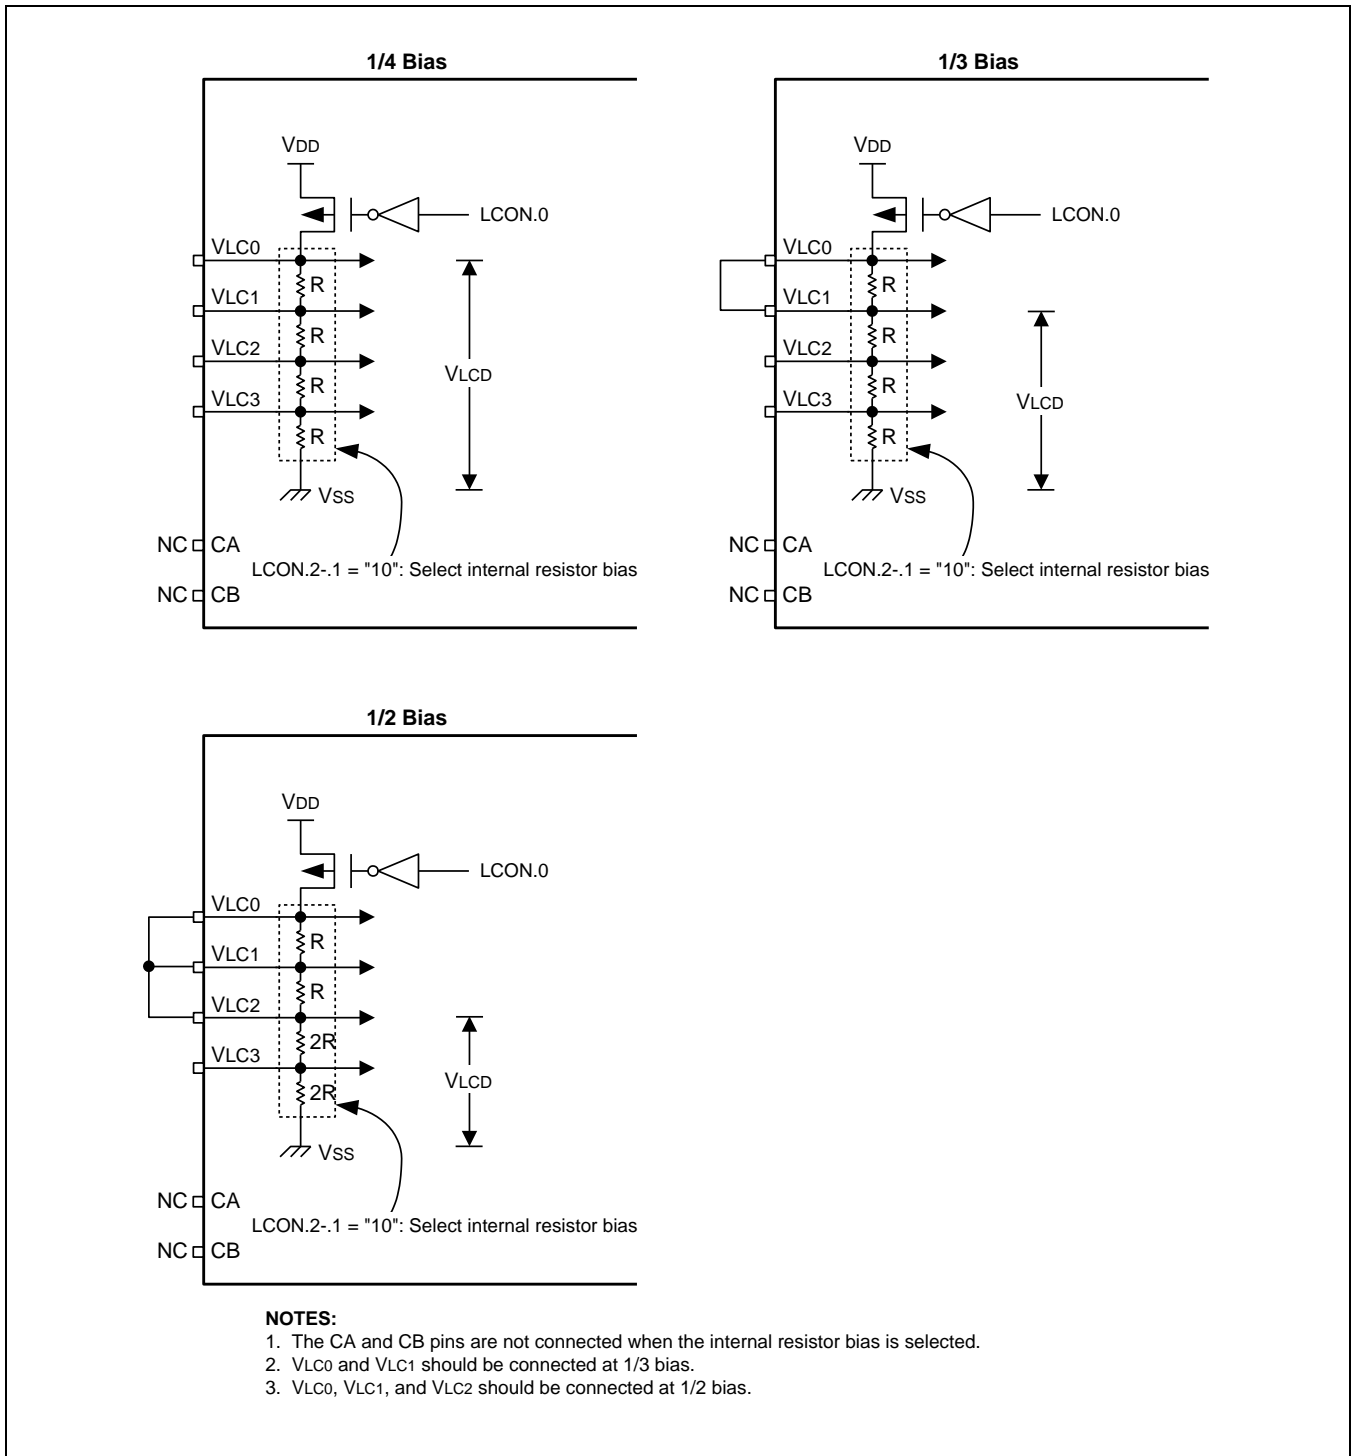 1/4 Bias
VDD
LCON.0
VLC0
R
VLC1
R
VLC2
R
VLCD
VLC3
R
VSS
NC CA
LCON.2-.1 = "10": Select internal resistor bias
NC CB
1/3 Bias
VDD
LCON.0
VLC0
R
VLC1
R
VLC2
R
VLC3
VLCD
R
VSS
NC CA
LCON.2-.1 = "10": Select internal resistor bias
NC CB
1/2 Bias
VDD
LCON.0
VLC0
R
VLC1
R
VLC2
2R
VLC3
VLCD
2R
VSS
NC CA
LCON.2-.1 = "10": Select internal resistor bias
NC CB
NOTES:
1. The CA and CB pins are not connected when the internal resistor bias is selected.
2. VLC0 and VLC1 should be connected at 1/3 bias.
3. VLC0, VLC1, and VLC2 should be connected at 1/2 bias.